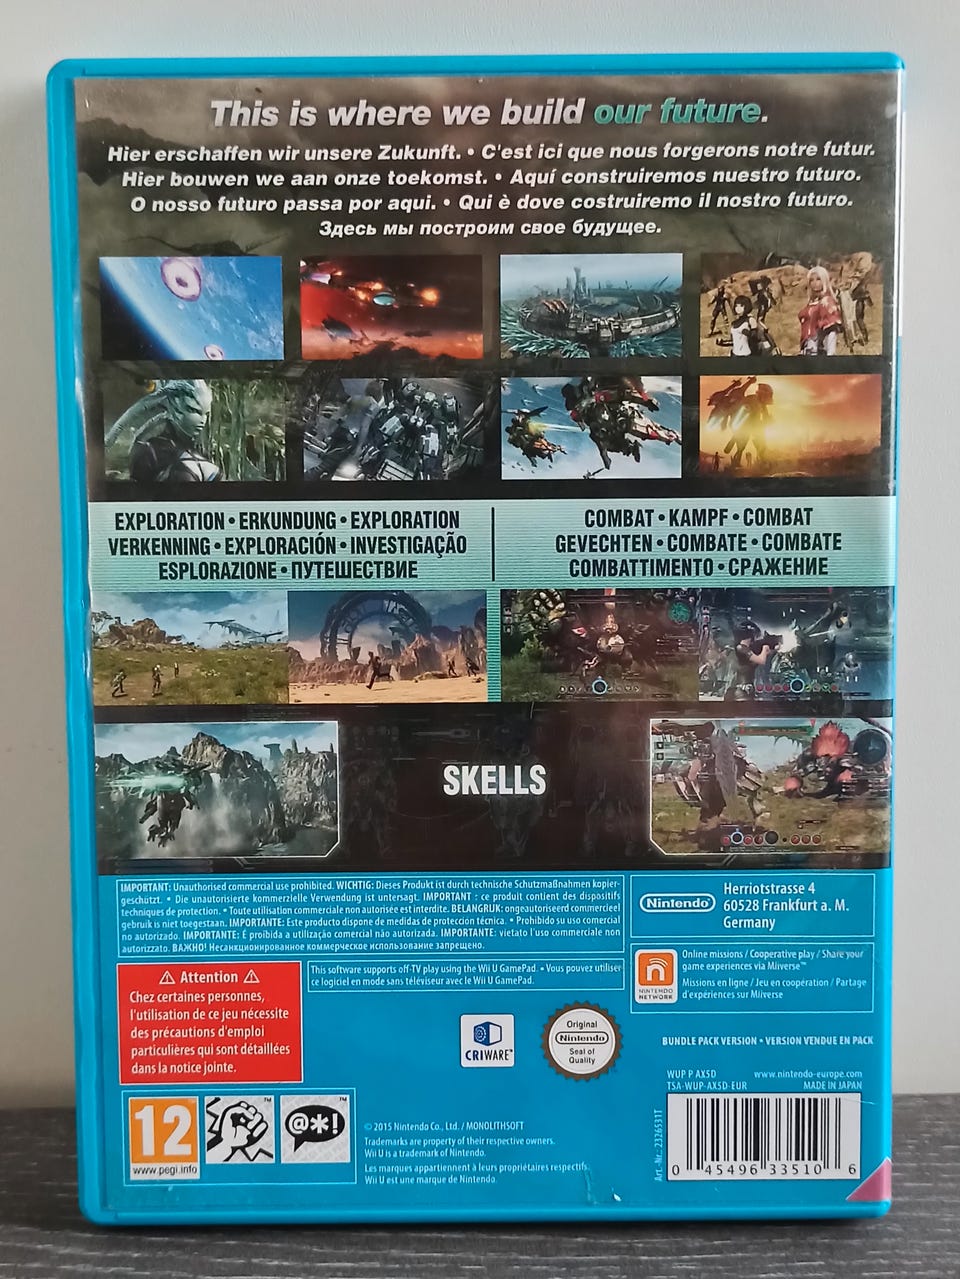 This is where we build our future.
Hier erschaffen wir unsere Zukunft. • C'est ici que nous forgerons notre futur.
Hier bouwen we aan onze toekomst. • Aquí construiremos nuestro futuro.
O nosso futuro passa por aqui. • Qui è dove costruiremo il nostro futuro.
Здесь мы построим свое будущее.
EXPLORATION • ERKUNDUNG • EXPLORATION
VERKENNING • EXPLORACIÓN • INVESTIGAÇÃO
ESPLORAZIONE • ПУТЕШЕСТВИЕ
COMBAT • KAMPF • COMBAT
GEVECHTEN • COMBATE • COMBATE
COMBATTIMENTO • СРАЖЕНИЕ
SKELLS
IMPORTANT: Unauthorised commercial use prohibited. WICHTIG: Dieses Produkt ist durch technische Schutzmaßnahmen kopier-
geschützt. • Die unautorisierte kommerzielle Verwendung ist untersagt. IMPORTANT : ce produit contient des dispositifs
techniques de protection. • Toute utilisation commerciale non autorisée est interdite. BELANGRIJK: ongeautoriseerd commercieel
gebruik is niet toegestaan. IMPORTANTE: Este producto dispone de medidas de protección técnica. • Prohibido su uso comercial
no autorizado. IMPORTANTE: É proibida a utilização comercial não autorizada. IMPORTANTE: vietato l'uso commerciale non
autorizzato. ВАЖНО! Несанкционированное коммерческое использование запрещено.
Nintendo
Herriotstrasse 4
60528 Frankfurt a. M.
Germany
Attention
Chez certaines personnes,
l'utilisation de ce jeu nécessite
des précautions d'emploi
particulières qui sont détaillées
dans la notice jointe.
This software supports off-TV play using the Wii U GamePad. • Vous pouvez utiliser
ce logiciel en mode sans téléviseur avec le Wii U GamePad.
NINTENDO
NETWORK
Online missions / Cooperative play / Share your
game experiences via Miiverse™
Missions en ligne / Jeu en coopération / Partage
d'expériences sur Miiverse
CRIWARE™
Original
Nintendo
Seal of
Quality
BUNDLE PACK VERSION • VERSION VENDUE EN PACK
WUP P AX5D
www.nintendo-europe.com
TSA-WUP-AX5D-EUR
MADE IN JAPAN
12
www.pegi.info
™
@*!
™
© 2015 Nintendo Co., Ltd. / MONOLITHSOFT
Trademarks are property of their respective owners.
Wii U is a trademark of Nintendo.
Les marques appartiennent à leurs propriétaires respectifs.
Wii U est une marque de Nintendo.
Art.-Nr.: 2326531T
0 45496 33510 6